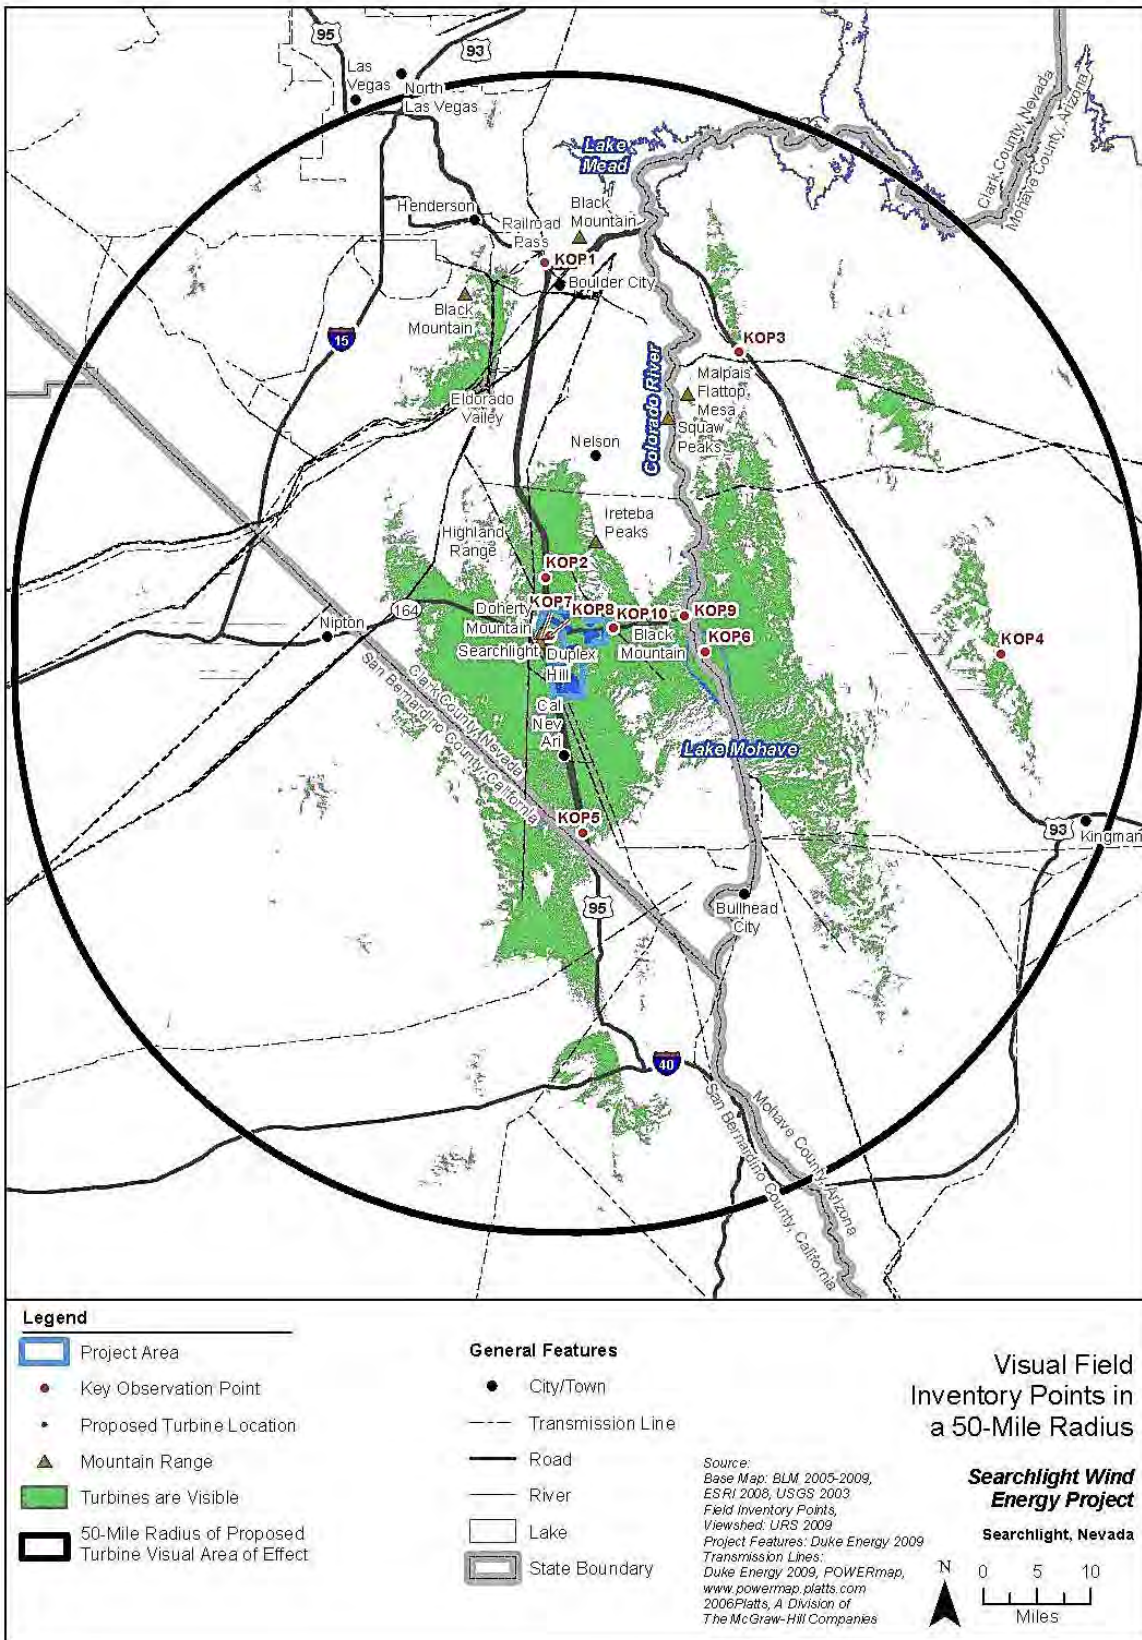 95
93
Las
Vegas
North
Las Vegas
Clark County, Nevada
Mohave County, Arizona
Lake
Mead
Henderson
Railroad
Pass
Black
Mountain
KOP1
Boulder City
Black
Mountain
15
KOP3
Malpais
Flattop
Mesa
Colorado River
Squaw
Peaks
Eldorado
Valley
Nelson
Highland
Range
Ireteba
Peaks
KOP2
164
Nipton
Doherty
Mountain
KOP7
KOP8
KOP10
KOP9
Black
Mountain
KOP6
KOP4
Searchlight
Duplex
Hill
Cal
Nev
Ari
Clark County, Nevada
San Bernardino County, California
Lake Mohave
KOP5
93
Kingman
95
Bullhead
City
40
Mohave County, Arizona
San Bernardino County, California
Legend
Project Area
Key Observation Point
Proposed Turbine Location
Mountain Range
Turbines are Visible
50-Mile Radius of Proposed
Turbine Visual Area of Effect
General Features
City/Town
Transmission Line
Road
River
Lake
State Boundary
Source:
Base Map: BLM 2005-2009,
ESRI 2008, USGS 2003
Field Inventory Points,
Viewshed: URS 2009
Project Features: Duke Energy 2009
Transmission Lines:
Duke Energy 2009, POWERmap,
www.powermap.platts.com
2006Platts, A Division of
The McGraw-Hill Companies
Visual Field
Inventory Points in
a 50-Mile Radius
Searchlight Wind
Energy Project
Searchlight, Nevada
N
0 5 10
Miles